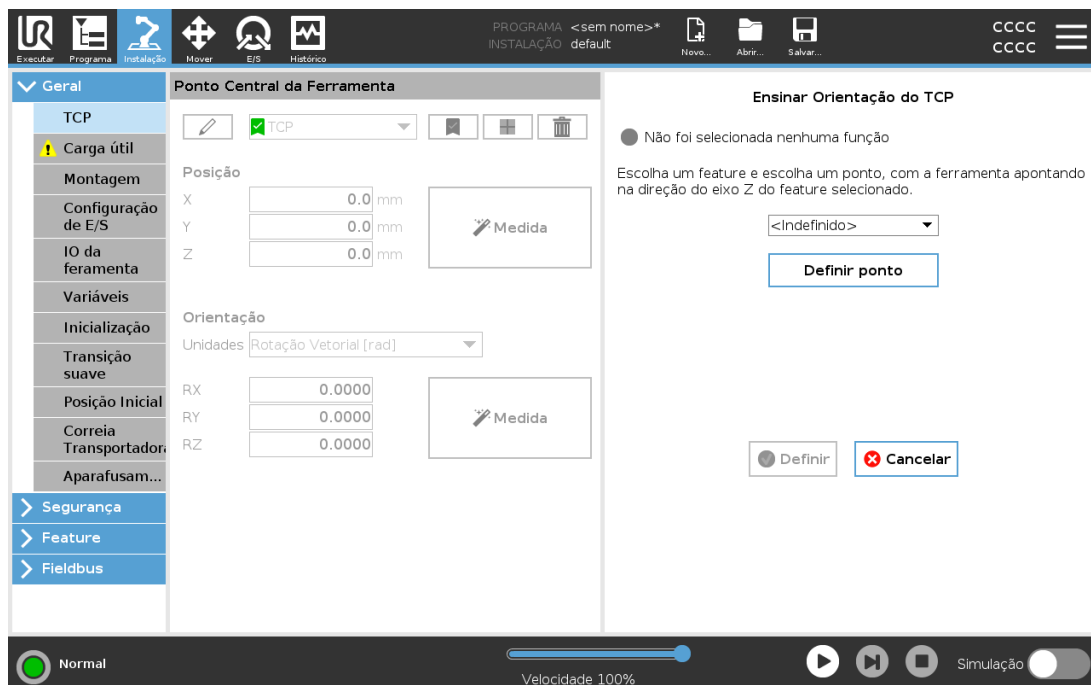 PROGRAMA <sem nome>*
INSTALAÇÃO default
CCCC
CCCC
UR
Executar
Programa
Instalação
Mover
E/S
Histórico
Novo...
Abrir...
Salvar...
Geral
TCP
Carga útil
Montagem
Configuração
de E/S
IO da
feramenta
Variáveis
Inicialização
Transição
suave
Posição Inicial
Correia
Transportador
Aparafusam...
Segurança
Feature
Fieldbus
Ponto Central da Ferramenta
TCP
Posição
X 0.0 mm
Y 0.0 mm
Z 0.0 mm
Medida
Orientação
Unidades Rotação Vetorial [rad]
RX 0.0000
RY 0.0000
RZ 0.0000
Medida
Ensinar Orientação do TCP
Não foi selecionada nenhuma função
Escolha um feature e escolha um ponto, com a ferramenta apontando
na direção do eixo Z do feature selecionado.
<Indefinido>
Definir ponto
Definir
Cancelar
Normal
Velocidade 100%
Simulação